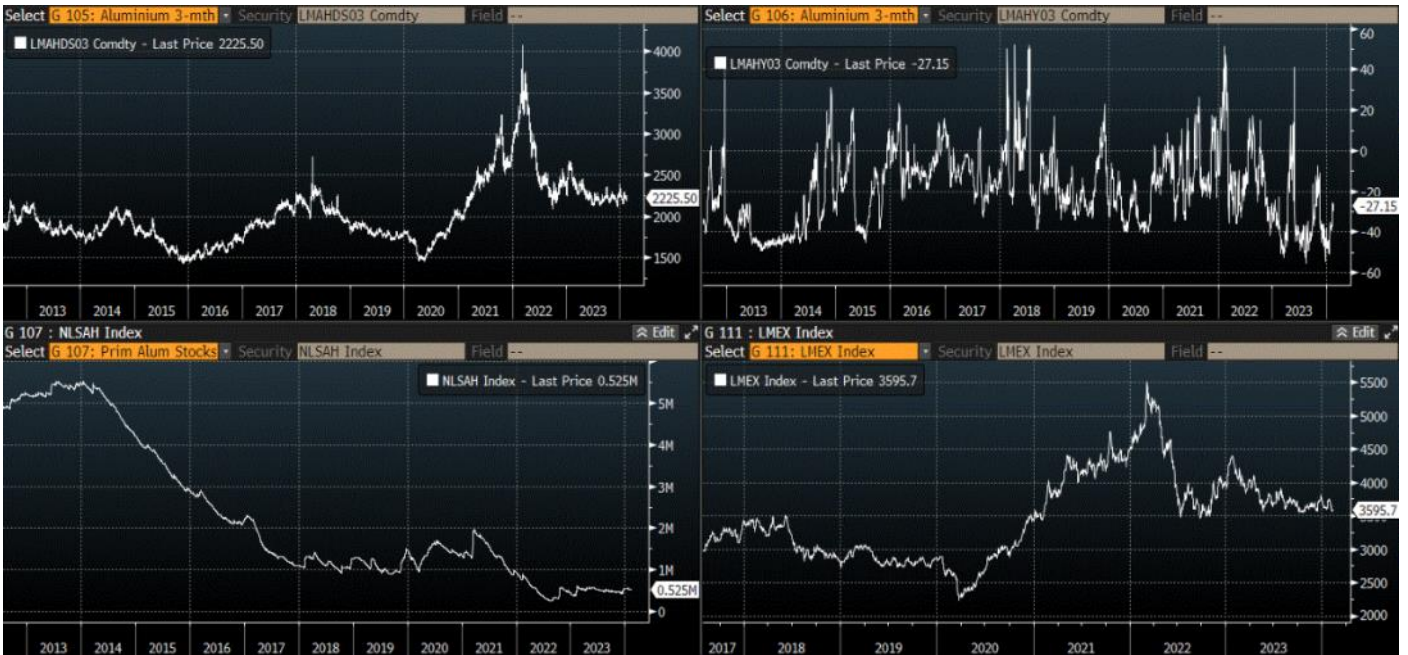 Select G 105: Aluminium 3-mth Security LMAHDS03 Comdty Field --
LMAHDS03 Comdty - Last Price 2225.50
4000
3500
3000
2500
2225.50
2000
1500
2013 2014 2015 2016 2017 2018 2019 2020 2021 2022 2023
Select G 106: Aluminium 3-mth Security LMAHY03 Comdty Field --
LMAHY03 Comdty - Last Price -27.15
60
40
20
0
-20
-27.15
-40
-60
2013 2014 2015 2016 2017 2018 2019 2020 2021 2022 2023
G 107 : NLSAH Index Edit
Select G 107: Prim Alum Stocks Security NLSAH Index Field --
NLSAH Index - Last Price 0.525M
5M
4M
3M
2M
1M
0.525M
0
2013 2014 2015 2016 2017 2018 2019 2020 2021 2022 2023
G 111 : LMEX Index Edit
Select G 111: LMEX Index Security LMEX Index Field --
LMEX Index - Last Price 3595.7
5500
5000
4500
4000
3595.7
3000
2500
2000
2017 2018 2019 2020 2021 2022 2023